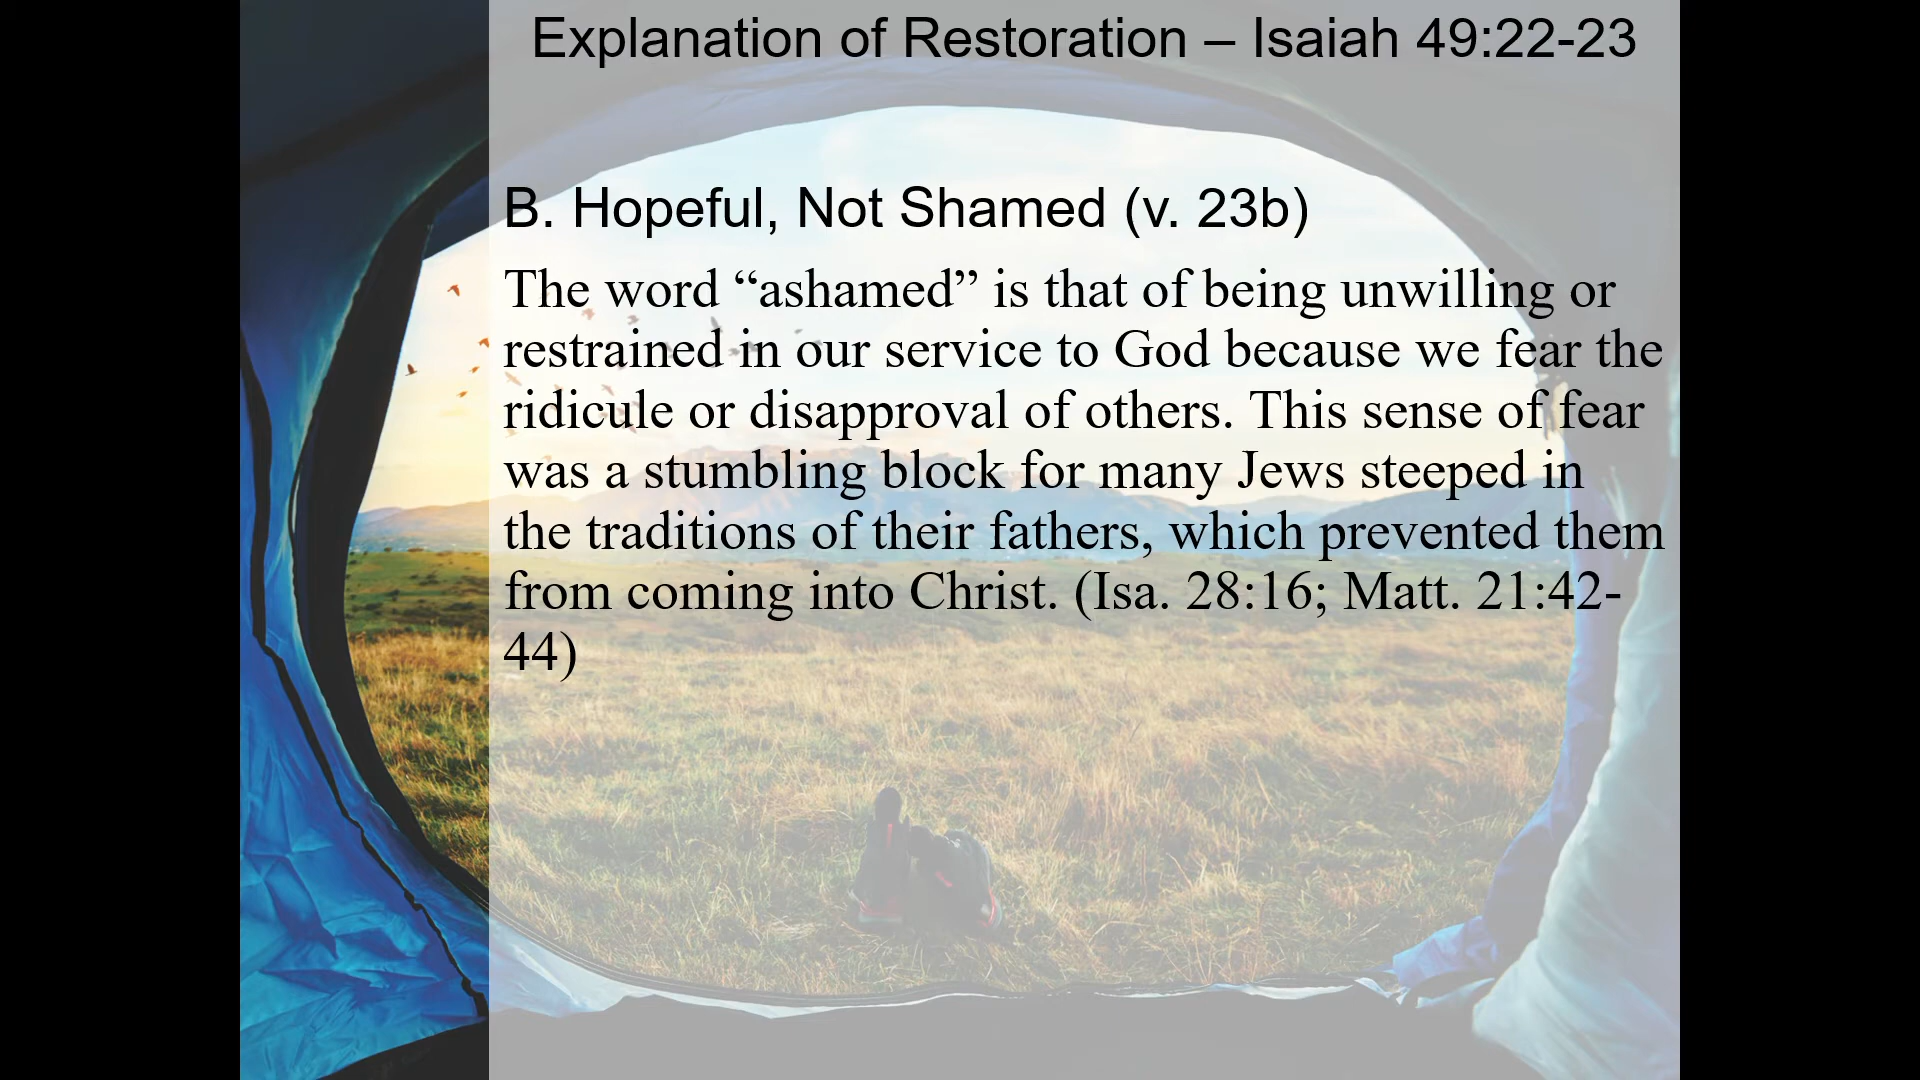 Explanation of Restoration – Isaiah 49:22-23
B. Hopeful, Not Shamed (v. 23b)
The word “ashamed” is that of being unwilling or
restrained in our service to God because we fear the
ridicule or disapproval of others. This sense of fear
was a stumbling block for many Jews steeped in
the traditions of their fathers, which prevented them
from coming into Christ. (Isa. 28:16; Matt. 21:42-
44)